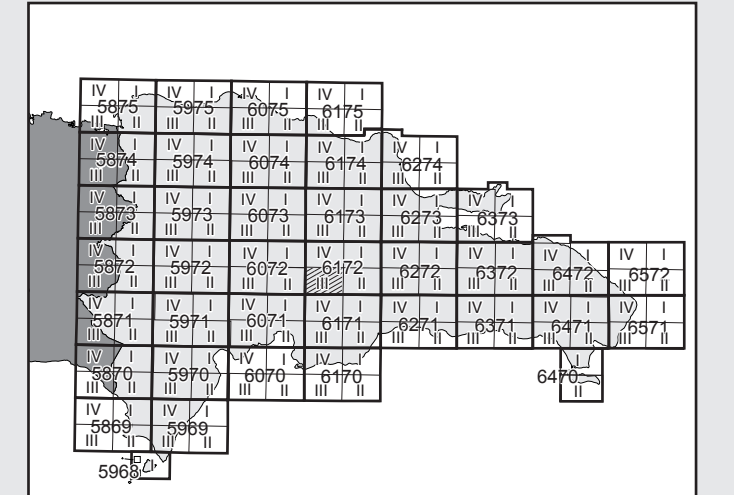 IV I IV I IV I IV I
5875 5975 6075 6175
III II III II III II III II
IV I IV I IV I IV I IV I
5874 5974 6074 6174 6274
III II III II III II III II III II
IV I IV I IV I IV I IV I IV I
5873 5973 6073 6173 6273 6373
III II III II III II III II III II III II
IV I IV I IV I IV I IV I IV I IV I IV I
5872 5972 6072 6172 6272 6372 6472 6572
III II III II III II III II III II III II III II III II
IV I IV I IV I IV I IV I IV I IV I IV I
5871 5971 6071 6171 6271 6371 6471 6571
III II III II III II III II III II III II III II III II
IV I IV I IV I IV I I
5870 5970 6070 6170 6470
III II III II III II III II II
IV I IV I
5869 5969
III II III II
5968 I